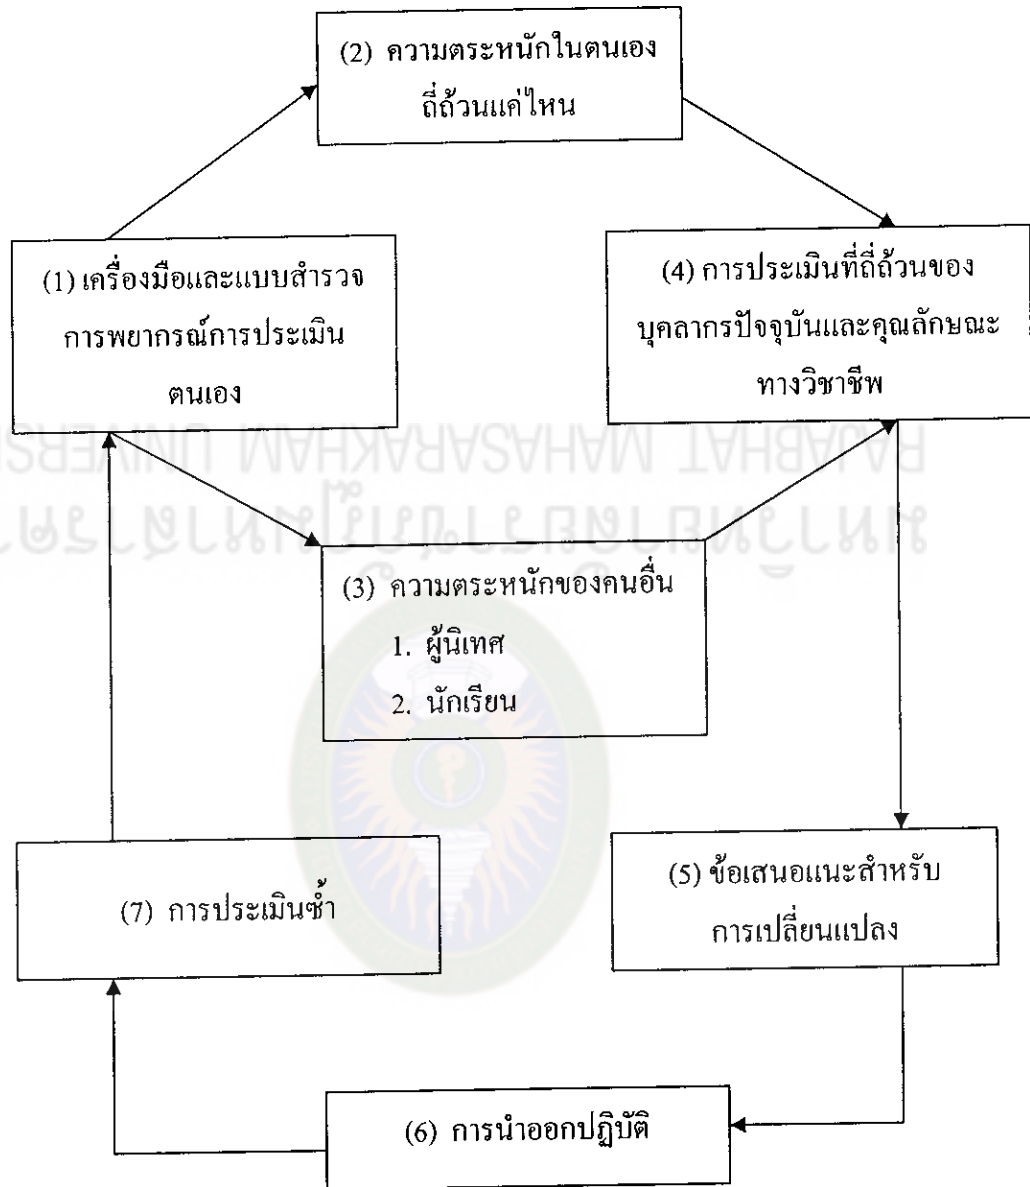 (2) ความตระหนักในตนเอง
ถี่ถ้วนแค่ไหน
(1) เครื่องมือและแบบสำรวจ
การพยากรณ์การประเมิน
ตนเอง
(4) การประเมินที่ถี่ถ้วนของ
บุคลากรปัจจุบันและคุณลักษณะ
ทางวิชาชีพ
(3) ความตระหนักของคนอื่น
1. ผู้นิเทศ
2. นักเรียน
(5) ข้อเสนอแนะสำหรับ
การเปลี่ยนแปลง
(7) การประเมินซ้ำ
(6) การนำออกปฏิบัติ